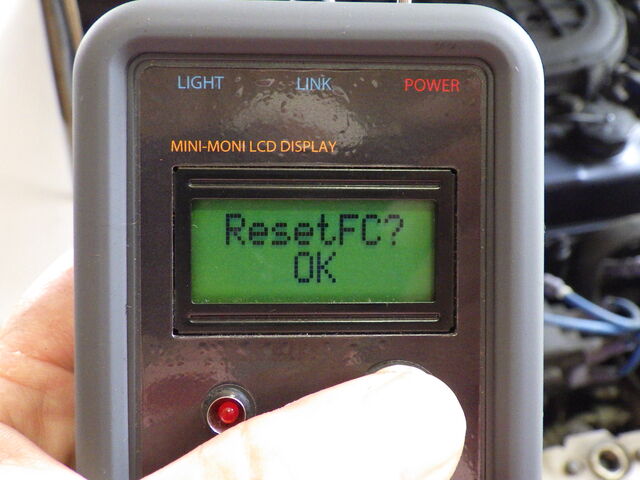 LIGHT LINK POWER
MINI-MONI LCD DISPLAY
ResetFC?
OK